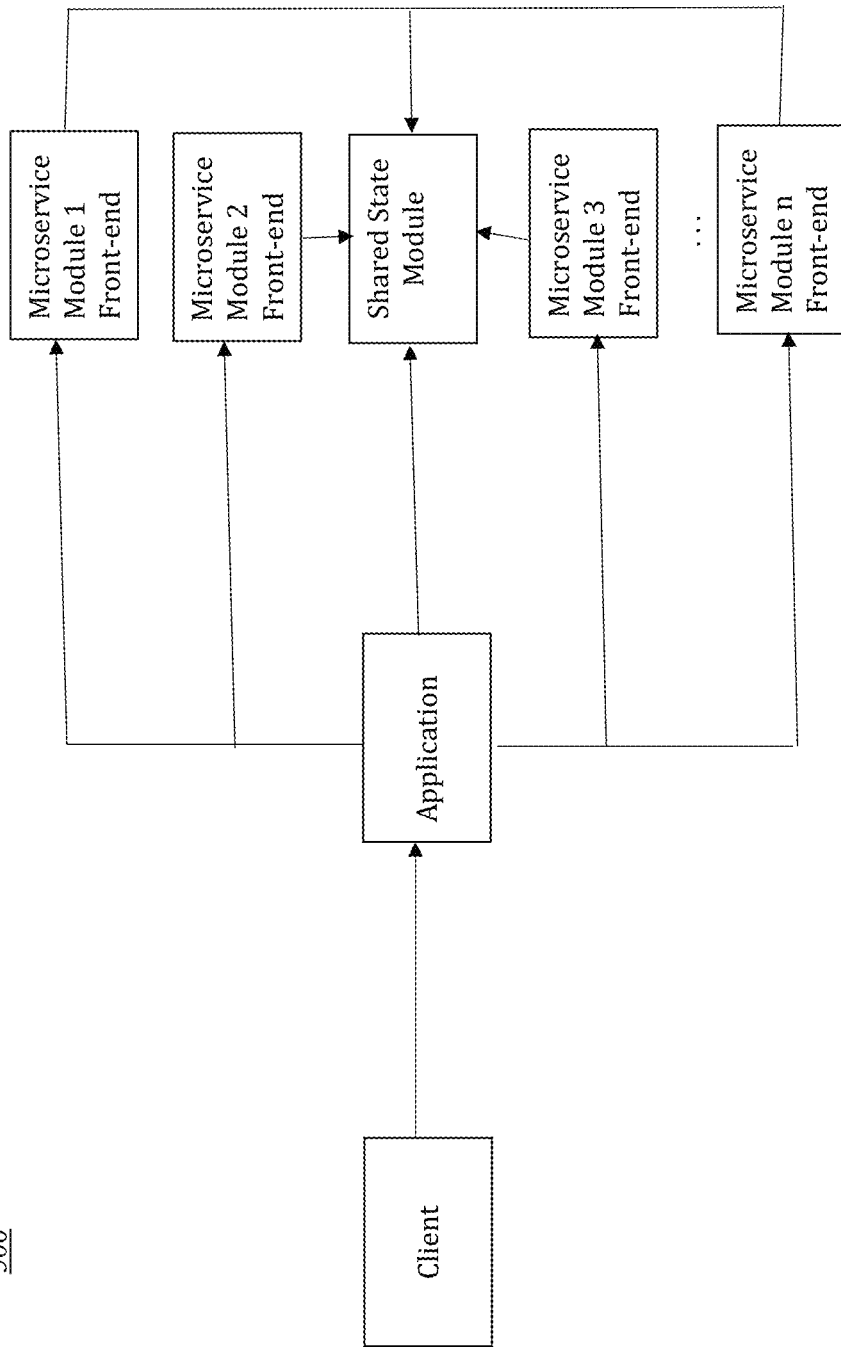 Microservice
Module 1
Front-end
Microservice
Module 2
Front-end
Client
Application
Shared State
Module
Microservice
Module 3
Front-end
...
Microservice
Module n
Front-end